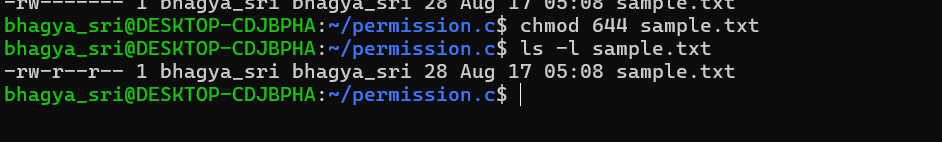 -rw------- 1 bhagya_sri bhagya_sri 28 Aug 17 05:08 sample.txt
bhagya_sri@DESKTOP-CDJBPHA:~/permission.c$ chmod 644 sample.txt
bhagya_sri@DESKTOP-CDJBPHA:~/permission.c$ ls -l sample.txt
-rw-r--r-- 1 bhagya_sri bhagya_sri 28 Aug 17 05:08 sample.txt
bhagya_sri@DESKTOP-CDJBPHA:~/permission.c$